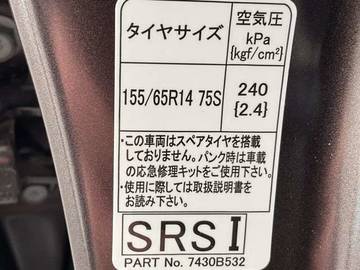 タイヤサイズ
空気圧
kPa
{kgf/cm²}
155/65R14 75S
240
{2.4}
・この車両はスペアタイヤを搭載
しておりません。パンク時は車載
の応急修理キットをご使用下さい。
・使用に際しては取扱説明書を
お読み下さい。
SRS I
PART No. 7430B532